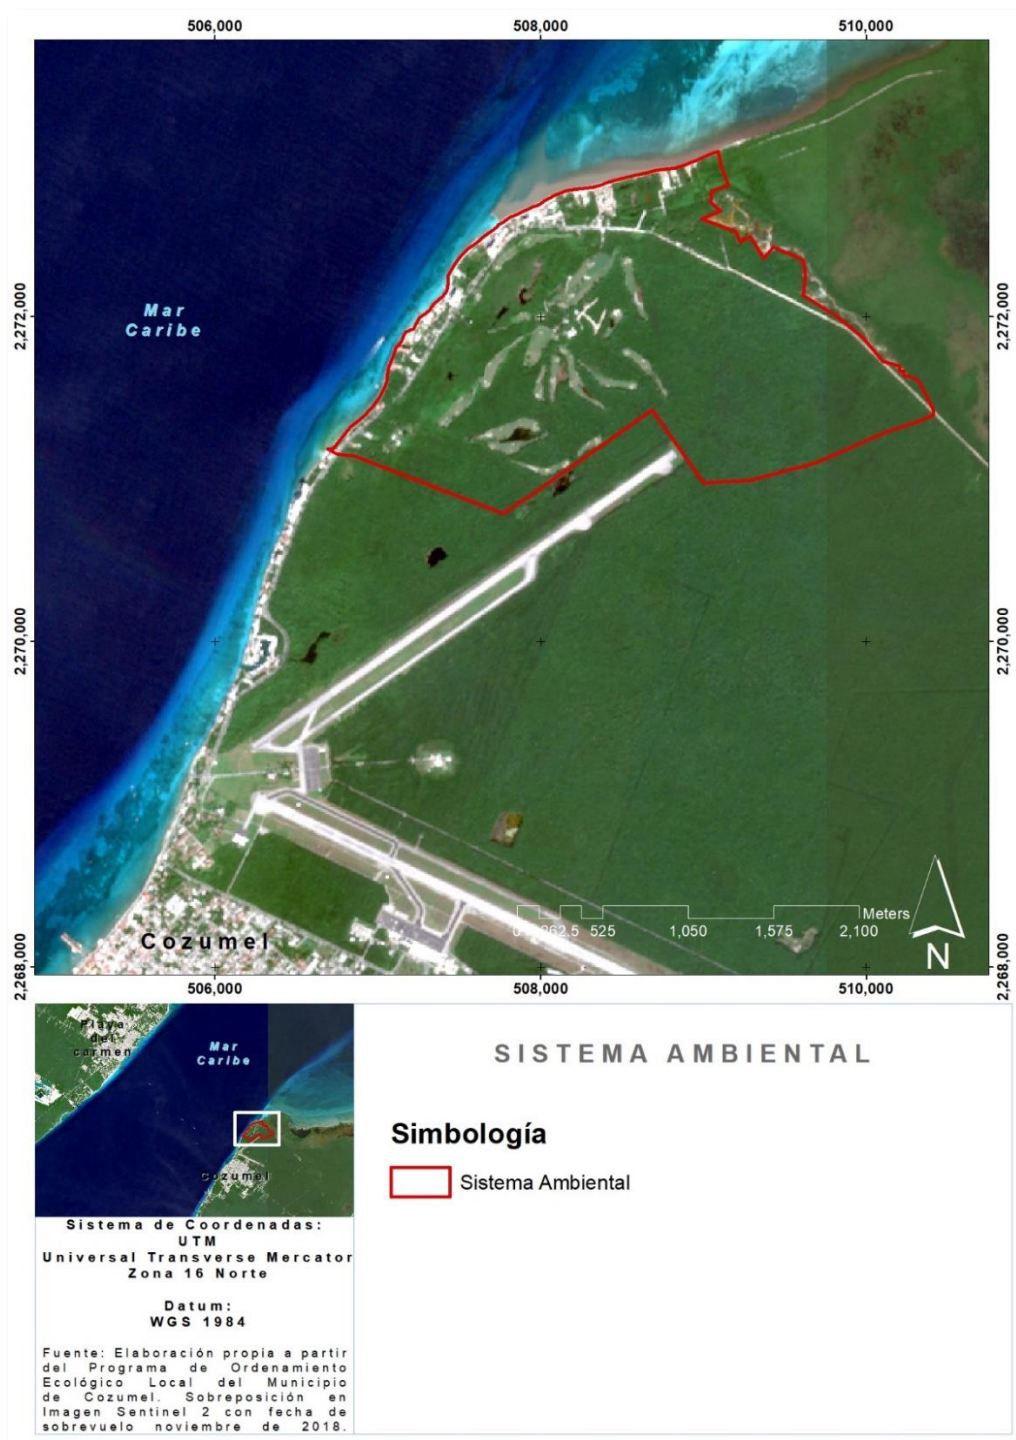 506,000
508,000
510,000
Mar
Caribe
2,272,000
2,272,000
2,270,000
2,270,000
Meters
525
1,050
1,575
2,100
N
Cozumel
2,268,000
2,268,000
506,000
508,000
510,000
Playa
del
carmen
Mar
Caribe
Cozumel
SISTEMA AMBIENTAL
Simbología
Sistema Ambiental
Sistema de Coordenadas:
UTM
Universal Transverse Mercator
Zona 16 Norte
Datum:
WGS 1984
Fuente: Elaboración propia a partir
del Programa de Ordenamiento
Ecológico Local del Municipio
de Cozumel. Sobreposición en
Imagen Sentinel 2 con fecha de
sobrevuelo noviembre de 2018.